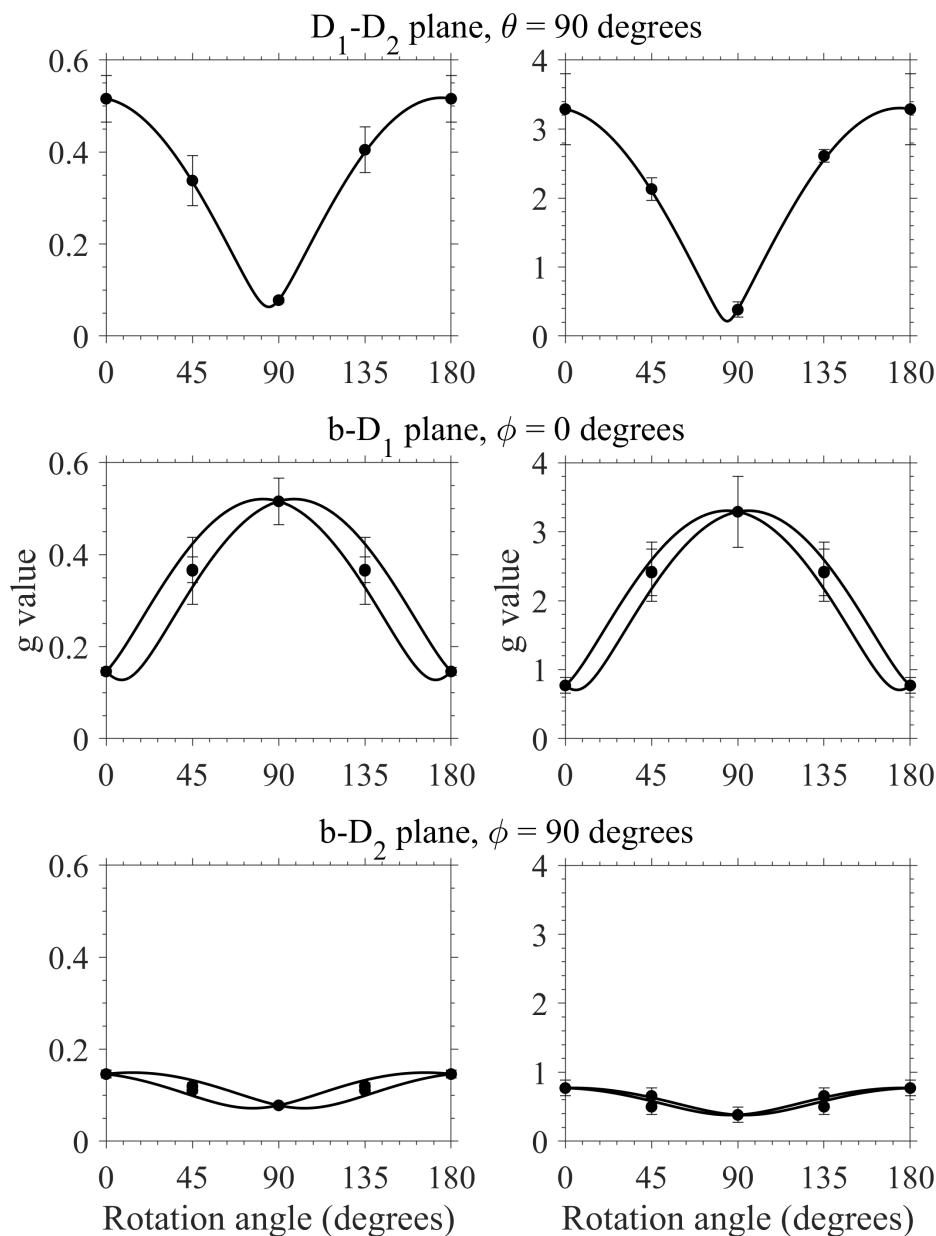 D1-D2 plane, θ = 90 degrees
0.6 4
0.4 3
2
0.2 1
0 0
0 45 90 135 180 0 45 90 135 180
b-D1 plane, ϕ = 0 degrees
0.6 4
0.4 3
g value g value
2
0.2 1
0 0
0 45 90 135 180 0 45 90 135 180
b-D2 plane, ϕ = 90 degrees
0.6 4
0.4 3
2
0.2 1
0 0
0 45 90 135 180 0 45 90 135 180
Rotation angle (degrees) Rotation angle (degrees)